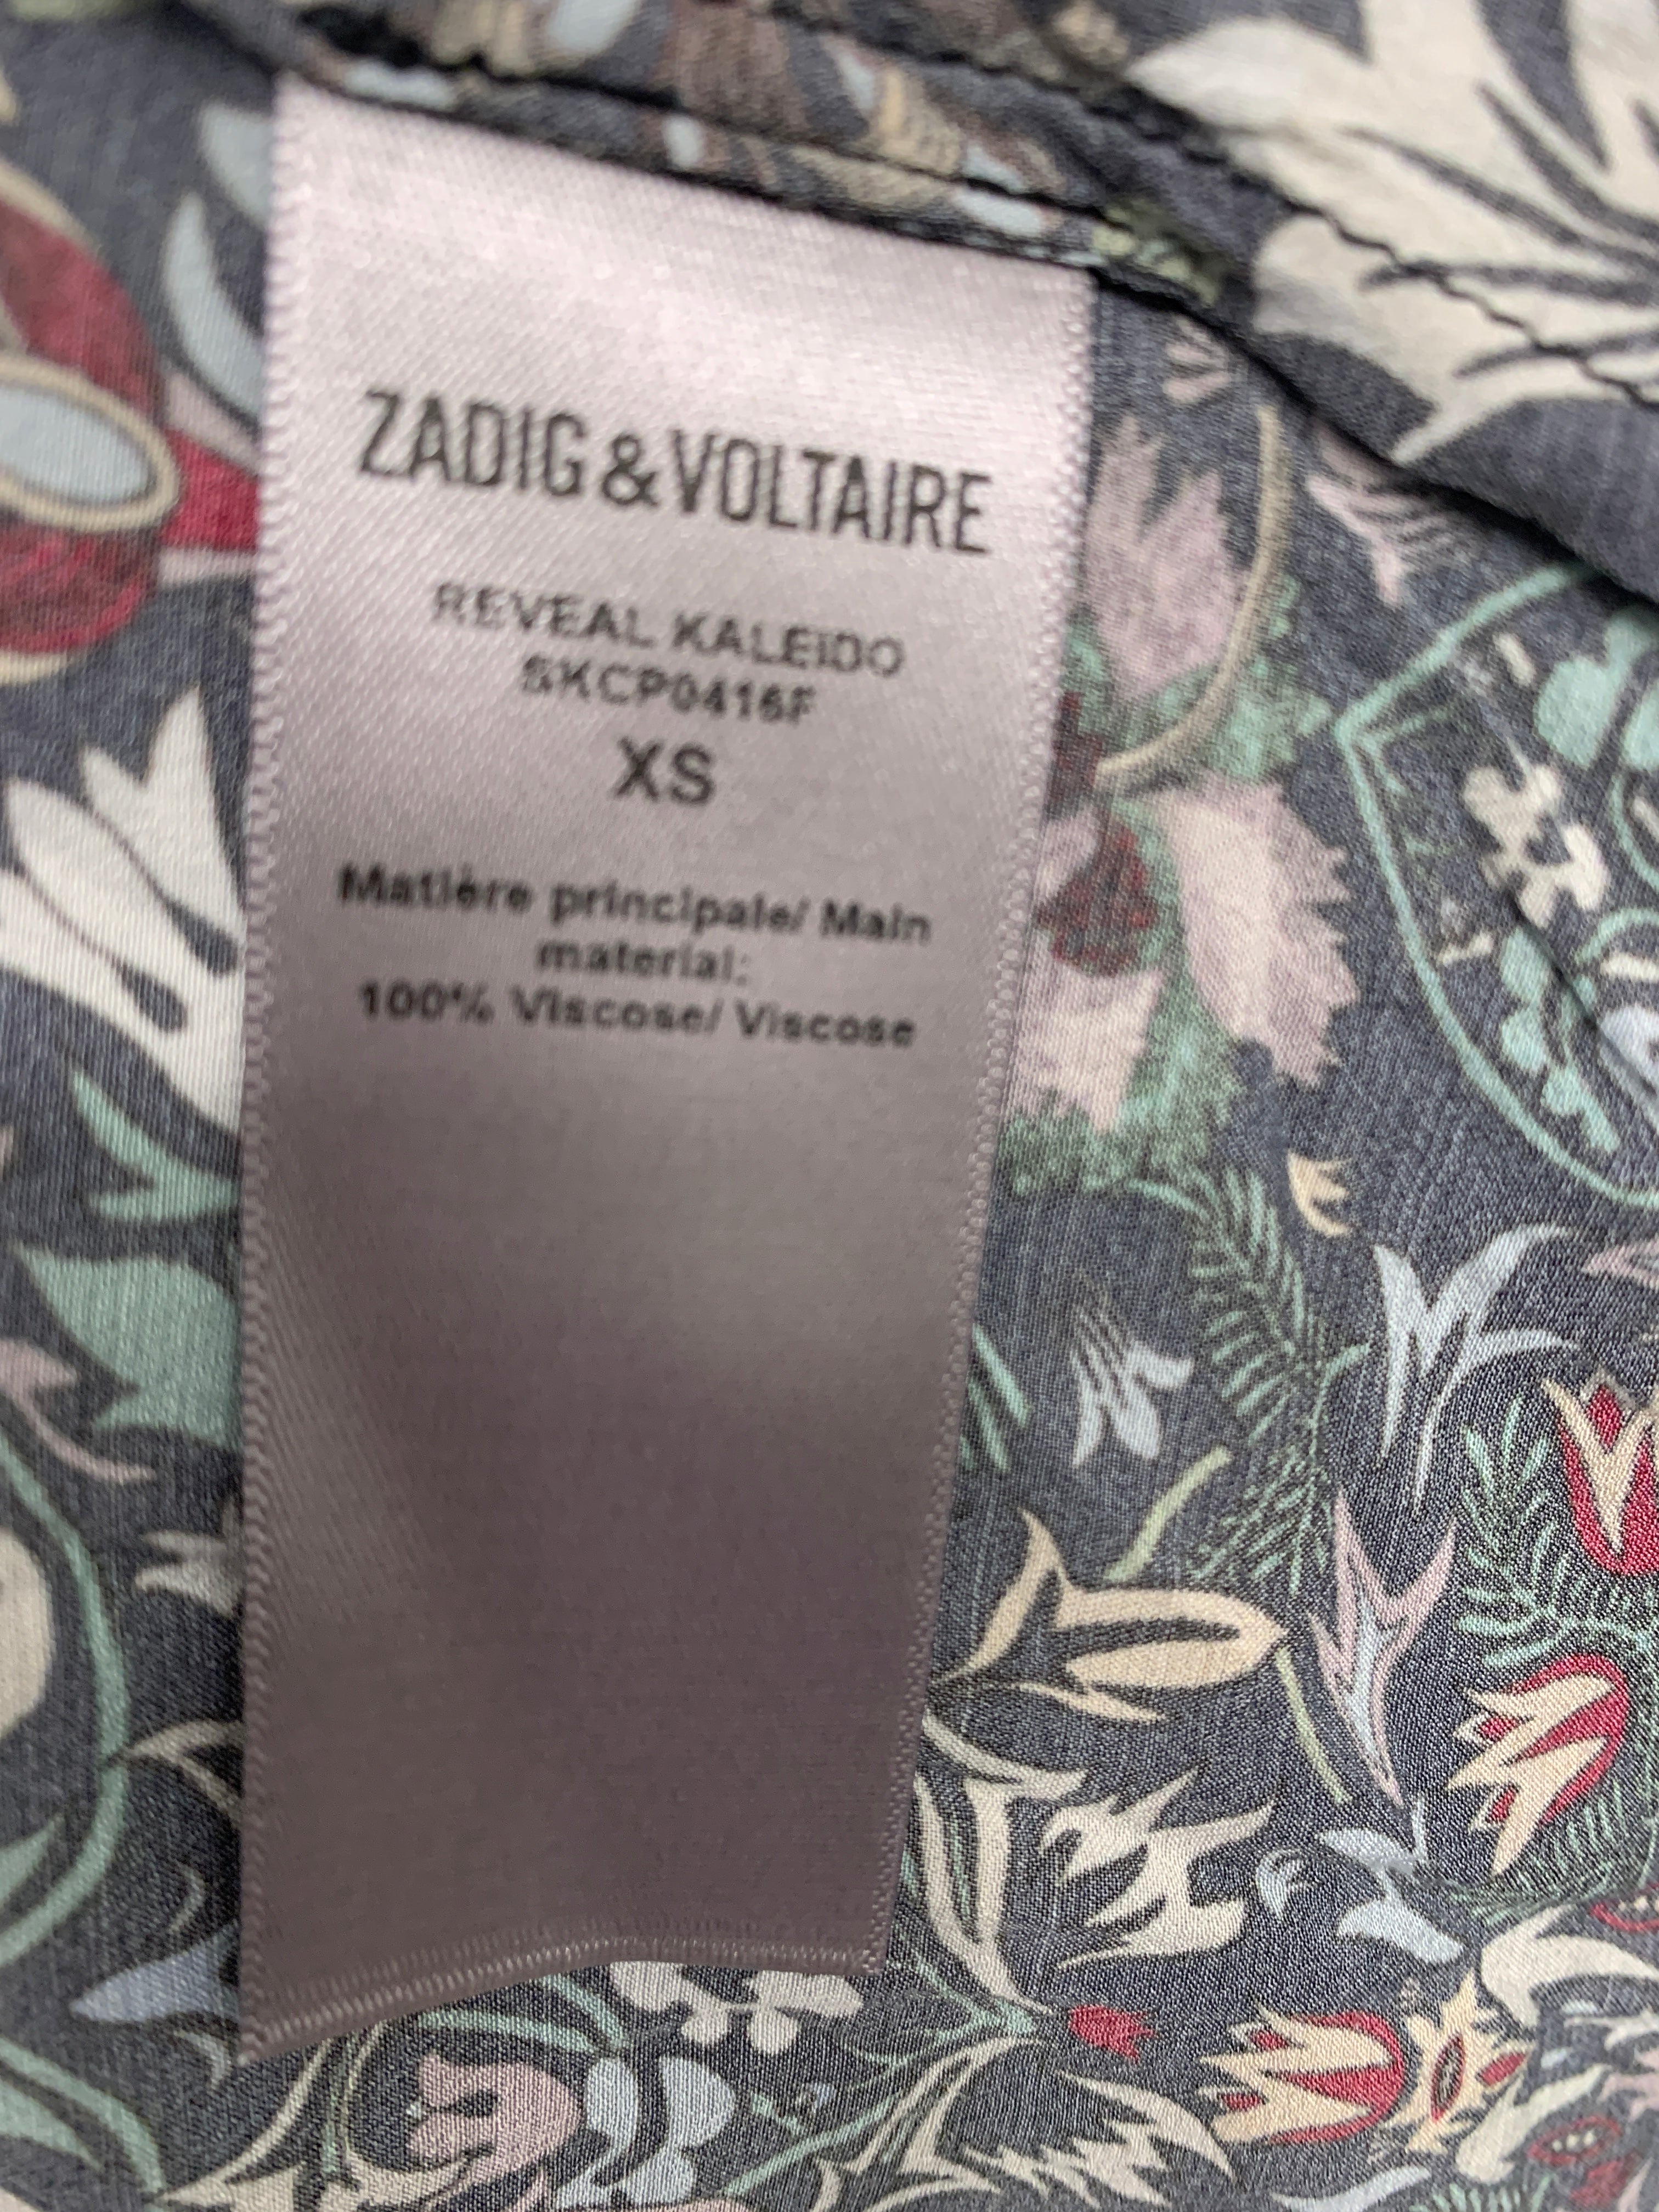 ZADIG & VOLTAIRE
REVEAL KALEIDO
SKCP0416F
XS
Matière principale/ Main
material:
100% Viscose/ Viscose